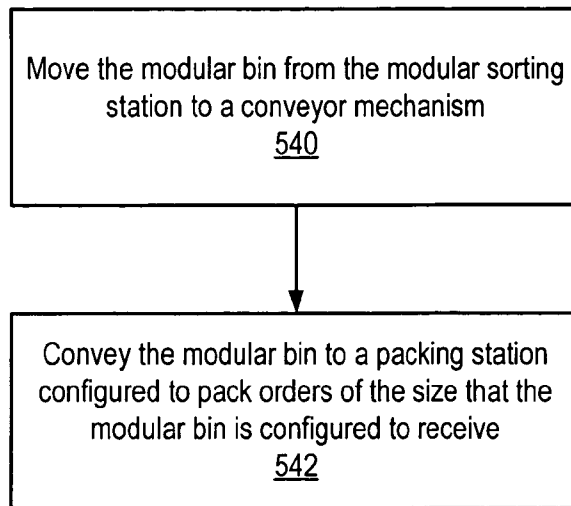 Move the modular bin from the modular sorting
station to a conveyor mechanism
540
Convey the modular bin to a packing station
configured to pack orders of the size that the
modular bin is configured to receive
542